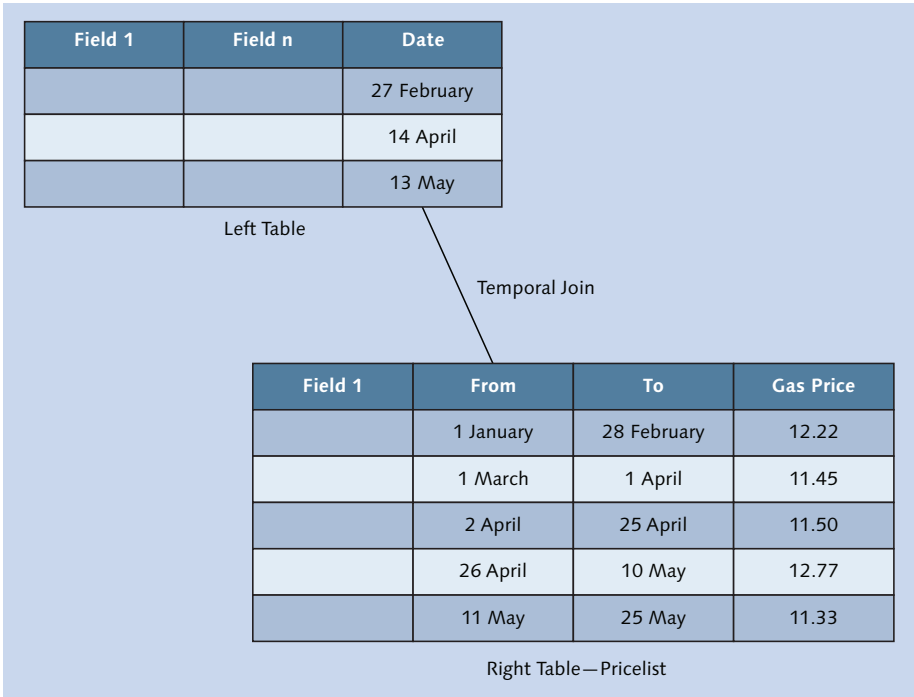 Field 1 Field n Date
27 February
14 April
13 May
Left Table
Temporal Join
Field 1 From To Gas Price
1 January 28 February 12.22
1 March 1 April 11.45
2 April 25 April 11.50
26 April 10 May 12.77
11 May 25 May 11.33
Right Table—Pricelist